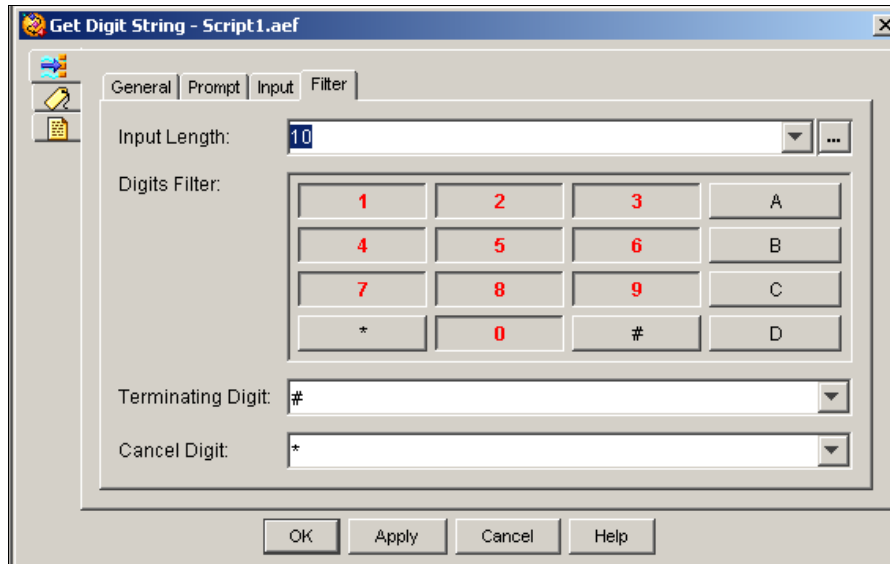 Get Digit String - Script1.aef
General Prompt Input Filter
Input Length: 10 ...
Digits Filter:
1 2 3 A
4 5 6 B
7 8 9 C
* 0 # D
Terminating Digit: #
Cancel Digit: *
OK Apply Cancel Help